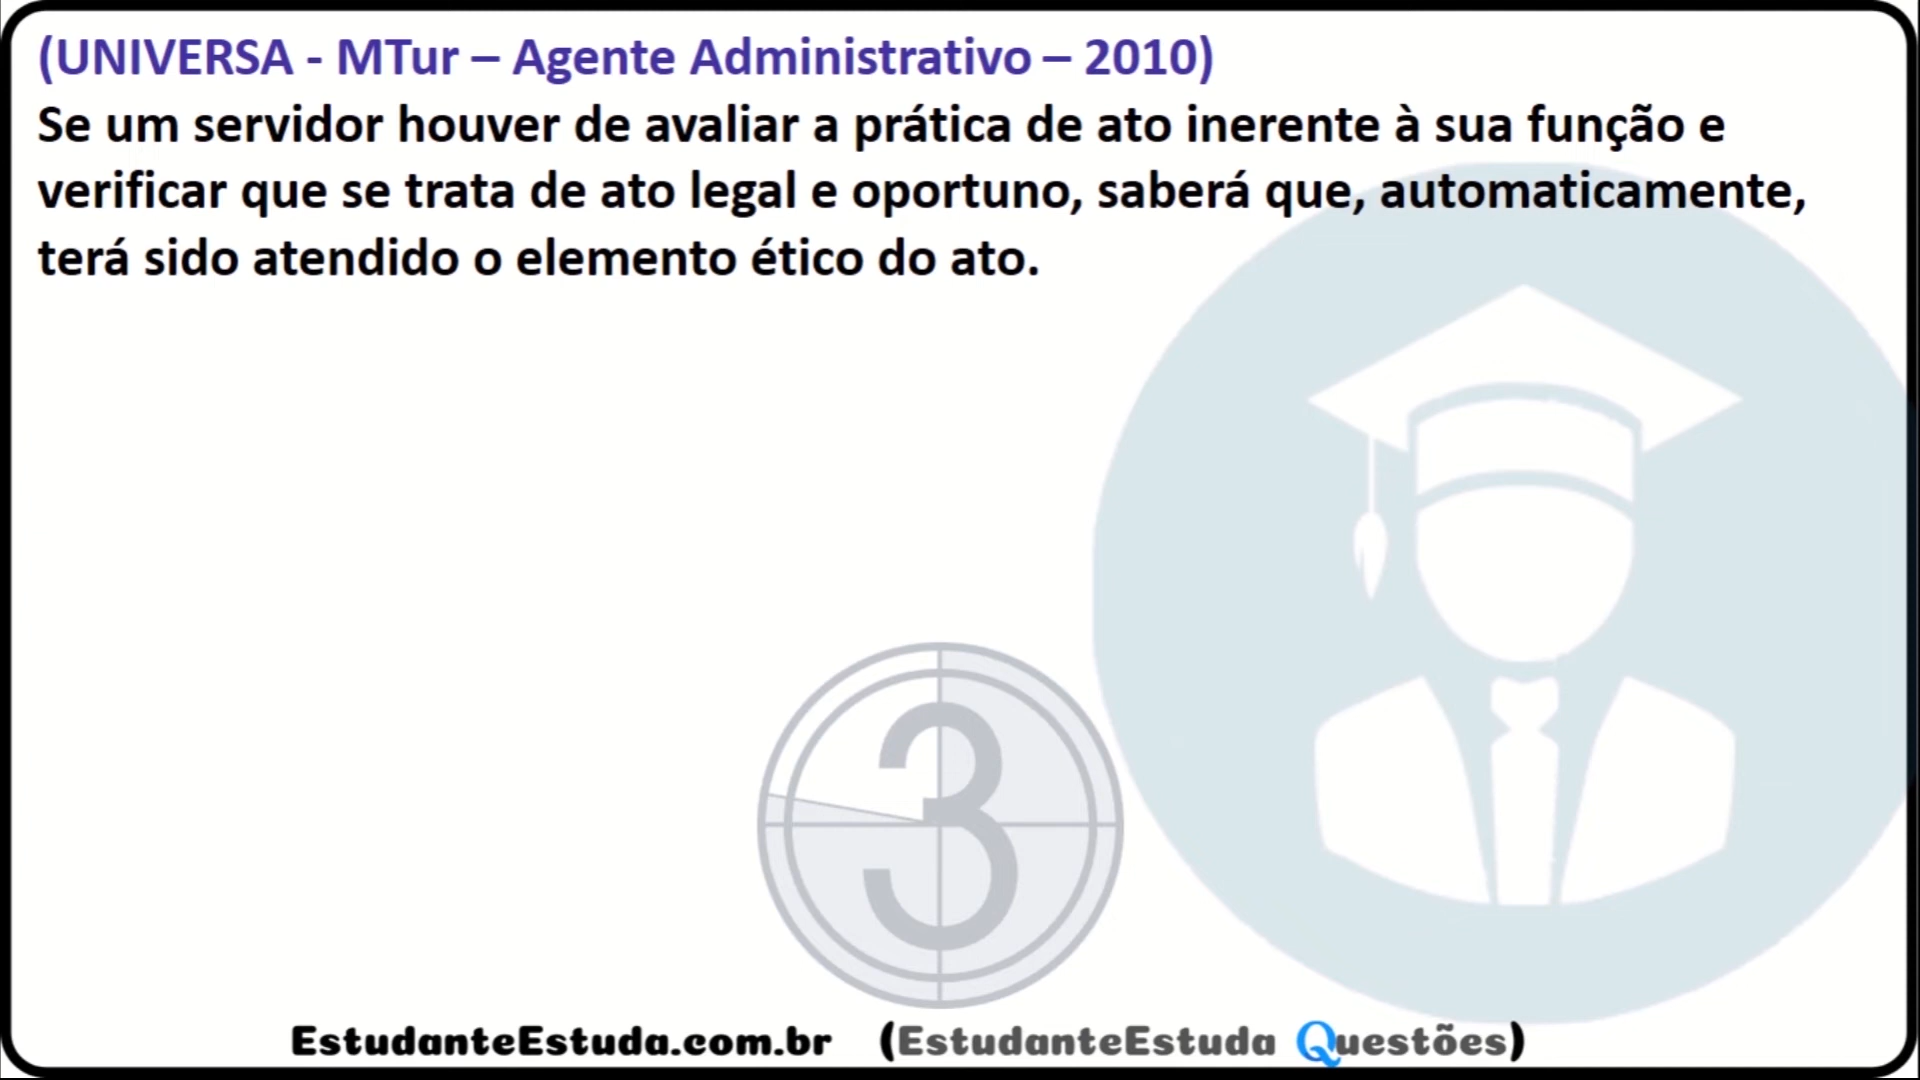 (UNIVERSA - MTur – Agente Administrativo – 2010)
Se um servidor houver de avaliar a prática de ato inerente à sua função e
verificar que se trata de ato legal e oportuno, saberá que, automaticamente,
terá sido atendido o elemento ético do ato.
3
EstudanteEstuda.com.br (EstudanteEstuda Questões)